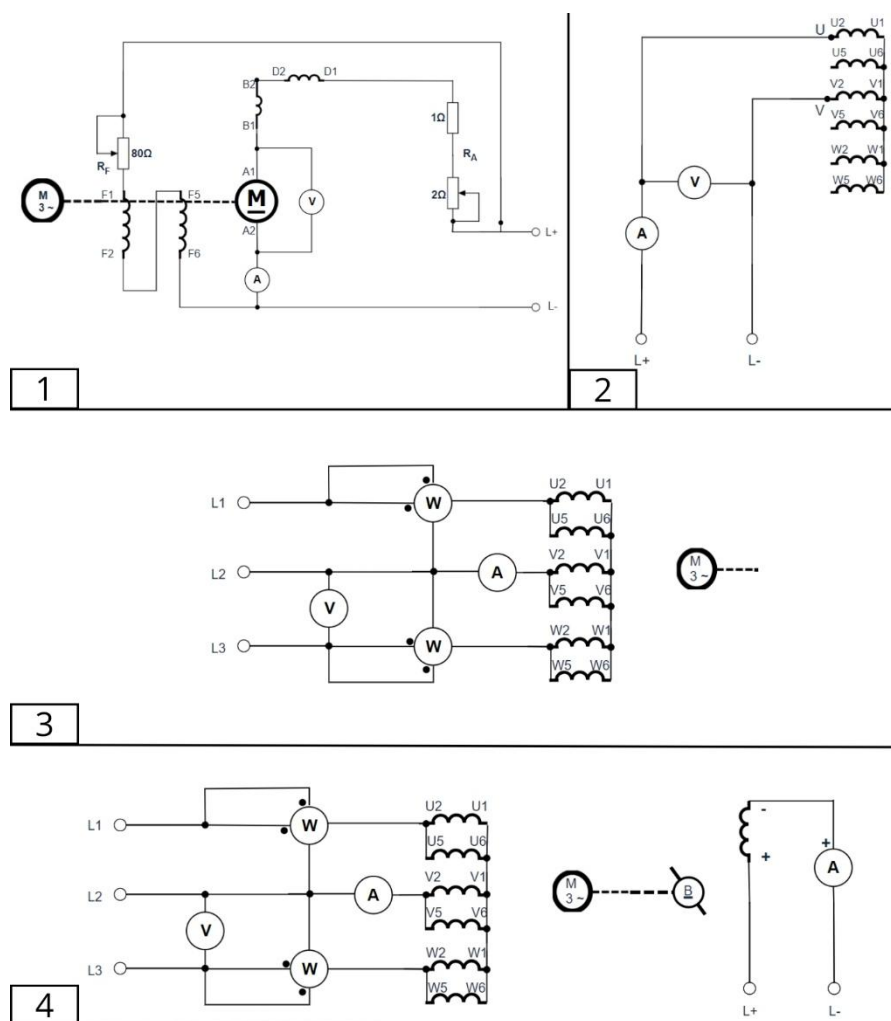 D2 D1
B2
B1
1Ω
R_A
2Ω
R_F 80Ω
A1
M
3 ~
F1 F5
M
V
A2
F2 F6
A
L+
L-
1
U U2 U1
U5 U6
V2 V1
V
V5 V6
W2 W1
W5 W6
V
A
L+ L-
2
L1 W U2 U1
U5 U6
L2 A V2 V1
V V5 V6
L3 W W2 W1
W5 W6
M
3 ~
3
L1 W U2 U1
U5 U6
L2 A V2 V1
V V5 V6
L3 W W2 W1
W5 W6
M
3 ~
B
-
+
+
A
L+ L-
4